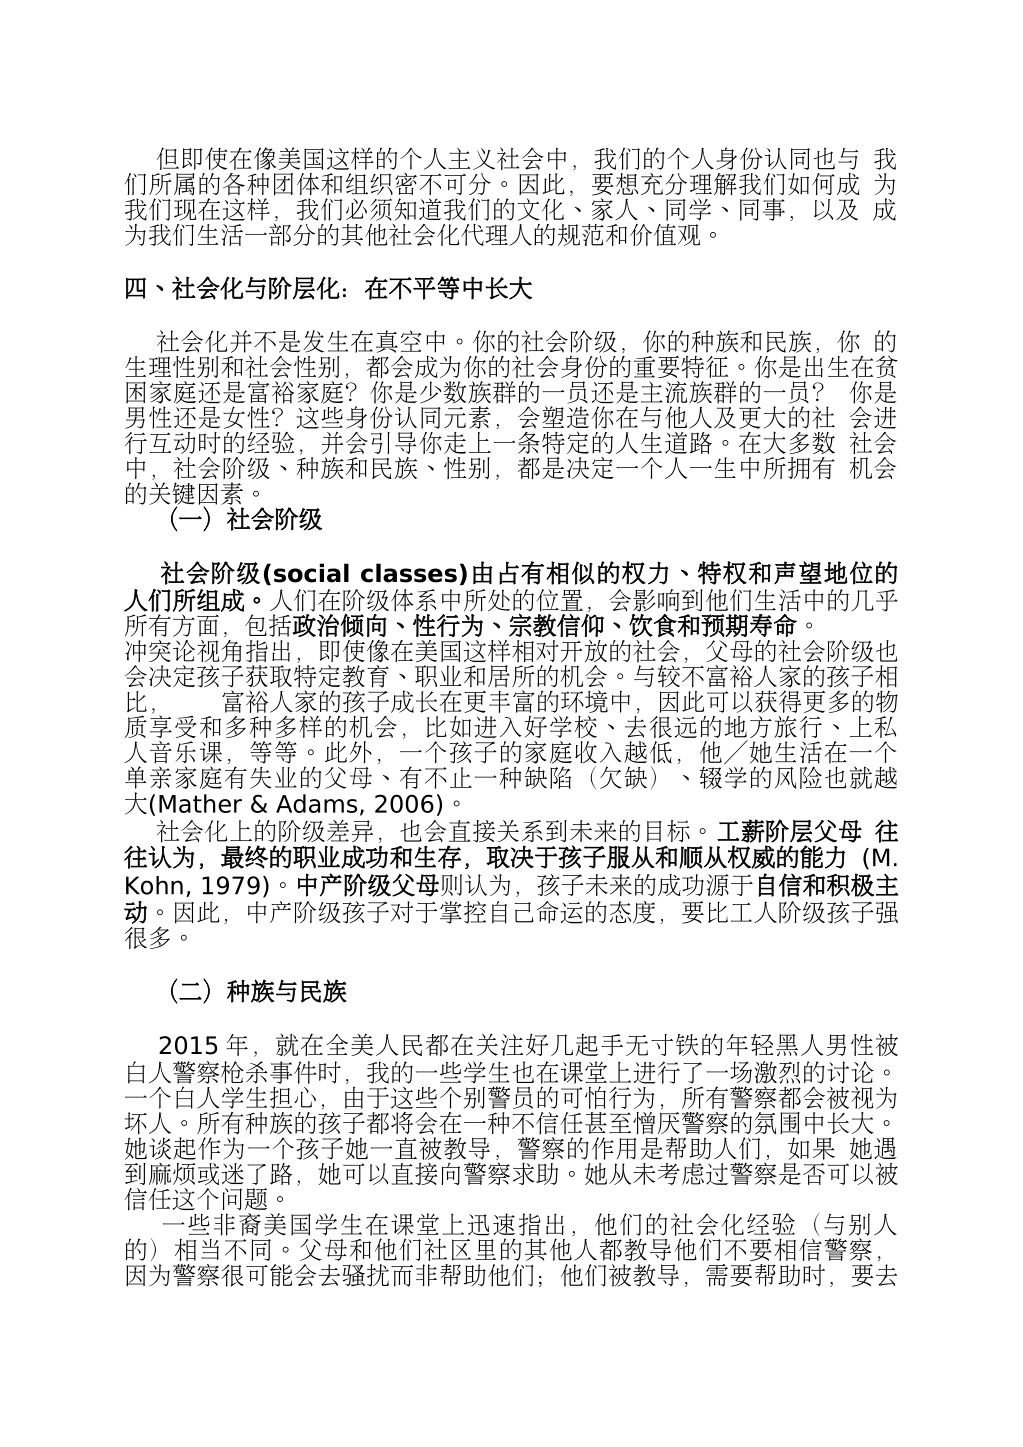 但即使在像美国这样的个人主义社会中，我们的个人身份认同也与 我
们所属的各种团体和组织密不可分。因此，要想充分理解我们如何成 为
我们现在这样，我们必须知道我们的文化、家人、同学、同事，以及 成
为我们生活一部分的其他社会化代理人的规范和价值观。
四、社会化与阶层化：在不平等中长大
社会化并不是发生在真空中。你的社会阶级，你的种族和民族，你 的
生理性别和社会性别，都会成为你的社会身份的重要特征。你是出生在贫
困家庭还是富裕家庭？你是少数族群的一员还是主流族群的一员？ 你是
男性还是女性？这些身份认同元素，会塑造你在与他人及更大的社 会进
行互动时的经验，并会引导你走上一条特定的人生道路。在大多数 社会
中，社会阶级、种族和民族、性别，都是决定一个人一生中所拥有 机会
的关键因素。
（一）社会阶级
社会阶级(social classes)由占有相似的权力、特权和声望地位的
人们所组成。人们在阶级体系中所处的位置，会影响到他们生活中的几乎
所有方面，包括政治倾向、性行为、宗教信仰、饮食和预期寿命。
冲突论视角指出，即使像在美国这样相对开放的社会，父母的社会阶级也
会决定孩子获取特定教育、职业和居所的机会。与较不富裕人家的孩子相
比， 富裕人家的孩子成长在更丰富的环境中，因此可以获得更多的物
质享受和多种多样的机会，比如进入好学校、去很远的地方旅行、上私
人音乐课，等等。此外，一个孩子的家庭收入越低，他／她生活在一个
单亲家庭有失业的父母、有不止一种缺陷（欠缺）、辍学的风险也就越
大(Mather & Adams, 2006)。
社会化上的阶级差异，也会直接关系到未来的目标。工薪阶层父母 往
往认为，最终的职业成功和生存，取决于孩子服从和顺从权威的能力 (M.
Kohn, 1979)。中产阶级父母则认为，孩子未来的成功源于自信和积极主
动。因此，中产阶级孩子对于掌控自己命运的态度，要比工人阶级孩子强
很多。
（二）种族与民族
2015 年，就在全美人民都在关注好几起手无寸铁的年轻黑人男性被
白人警察枪杀事件时，我的一些学生也在课堂上进行了一场激烈的讨论。
一个白人学生担心，由于这些个别警员的可怕行为，所有警察都会被视为
坏人。所有种族的孩子都将会在一种不信任甚至憎厌警察的氛围中长大。
她谈起作为一个孩子她一直被教导，警察的作用是帮助人们，如果 她遇
到麻烦或迷了路，她可以直接向警察求助。她从未考虑过警察是否可以被
信任这个问题。
一些非裔美国学生在课堂上迅速指出，他们的社会化经验（与别人
的）相当不同。父母和他们社区里的其他人都教导他们不要相信警察，
因为警察很可能会去骚扰而非帮助他们；他们被教导，需要帮助时，要去